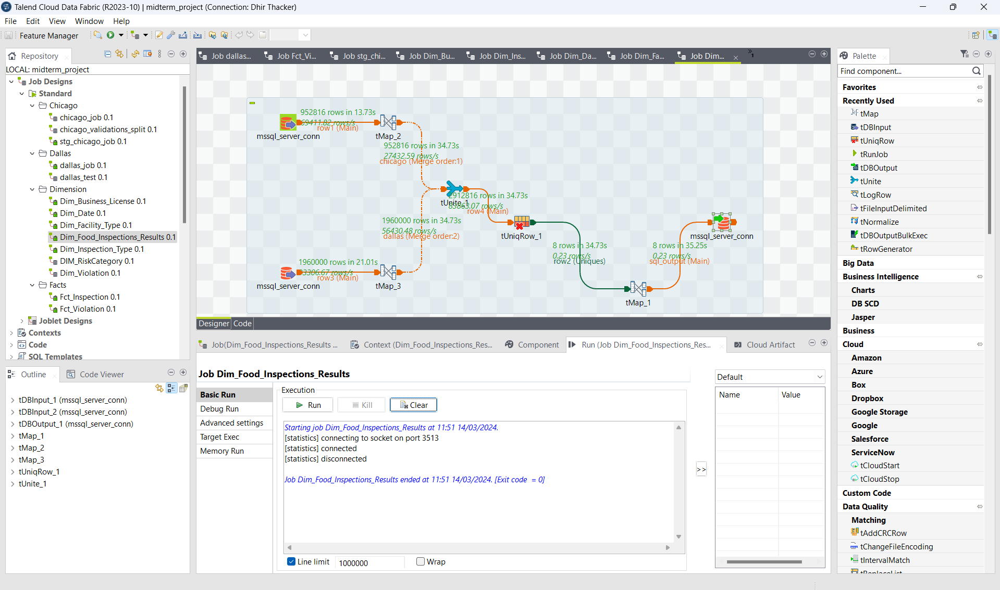 Talend Cloud Data Fabric (R2023-10) | midterm_project (Connection: Dhir Thacker)
File Edit View Window Help
Feature Manager
Repository
LOCAL: midterm_project
Job Designs
Standard
Chicago
chicago_job 0.1
chicago_validations_split 0.1
stg_chicago_job 0.1
Dallas
dallas_job 0.1
dallas_test 0.1
Dimension
Dim_Business_License 0.1
Dim_Date 0.1
Dim_Facility_Type 0.1
Dim_Food_Inspections_Results 0.1
Dim_Inspection_Type 0.1
DIM_RiskCategory 0.1
Dim_Violation 0.1
Facts
Fct_Inspection 0.1
Fct_Violation 0.1
Joblet Designs
Contexts
Code
SQL Templates
Outline
Code Viewer
tDBInput_1 (mssql_server_conn)
tDBInput_2 (mssql_server_conn)
tDBOutput_1 (mssql_server_conn)
tMap_1
tMap_2
tMap_3
tUniqRow_1
tUnite_1
Job dallas...
Job Fct_Vi...
Job stg_chi...
Job Dim_Bu...
Job Dim_Ins...
Job Dim_Da...
Job Dim_Fa...
Job Dim...
»1
952816 rows in 13.73s
69411.82 rows/s
row1 (Main)
mssql_server_conn
tMap_2
952816 rows in 34.73s
27432.59 rows/s
chicago (Merge order:1)
tUnite_1
2912816 rows in 34.73s
83863.07 rows/s
row4 (Main)
1960000 rows in 34.73s
56430.48 rows/s
dallas (Merge order:2)
tUniqRow_1
mssql_server_conn
8 rows in 34.73s
0.23 rows/s
row2 (Uniques)
8 rows in 35.25s
0.23 rows/s
sql_output (Main)
1960000 rows in 21.01s
93306.67 rows/s
row3 (Main)
mssql_server_conn
tMap_3
tMap_1
Designer
Code
Job(Dim_Food_Inspections_Results ...
Context (Dim_Food_Inspections_Res...
Component
Run (Job Dim_Food_Inspections_Res...
Cloud Artifact
Job Dim_Food_Inspections_Results
Basic Run
Debug Run
Advanced settings
Target Exec
Memory Run
Execution
Run
Kill
Clear
Starting job Dim_Food_Inspections_Results at 11:51 14/03/2024.
[statistics] connecting to socket on port 3513
[statistics] connected
[statistics] disconnected
Job Dim_Food_Inspections_Results ended at 11:51 14/03/2024. [Exit code = 0]
Line limit
1000000
Wrap
>>
Default
Name
Value
Palette
Find component...
Favorites
Recently Used
tMap
tDBInput
tUniqRow
tRunJob
tDBOutput
tUnite
tLogRow
tFileInputDelimited
tNormalize
tDBOutputBulkExec
tRowGenerator
Big Data
Business Intelligence
Charts
DB SCD
Jasper
Business
Cloud
Amazon
Azure
Box
Dropbox
Google Storage
Google
Salesforce
ServiceNow
tCloudStart
tCloudStop
Custom Code
Data Quality
Matching
tAddCRCRow
tChangeFileEncoding
tIntervalMatch
tReplaceList